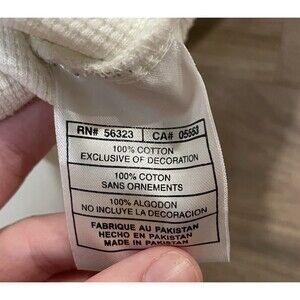 RN# 56323 CA# 05553
100% COTTON
EXCLUSIVE OF DECORATION
100% COTON
SANS ORNEMENTS
100% ALGODON
NO INCLUYE LA DECORACION
FABRIQUE AU PAKISTAN
HECHO EN PAKISTAN
MADE IN PAKISTAN